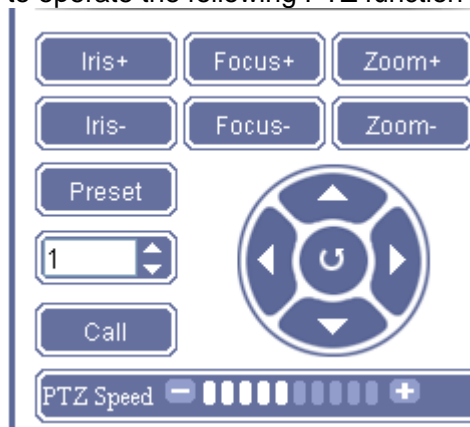 to operate the following PTZ function
Iris+ Focus+ Zoom+
Iris- Focus- Zoom-
Preset
1
Call
PTZ Speed